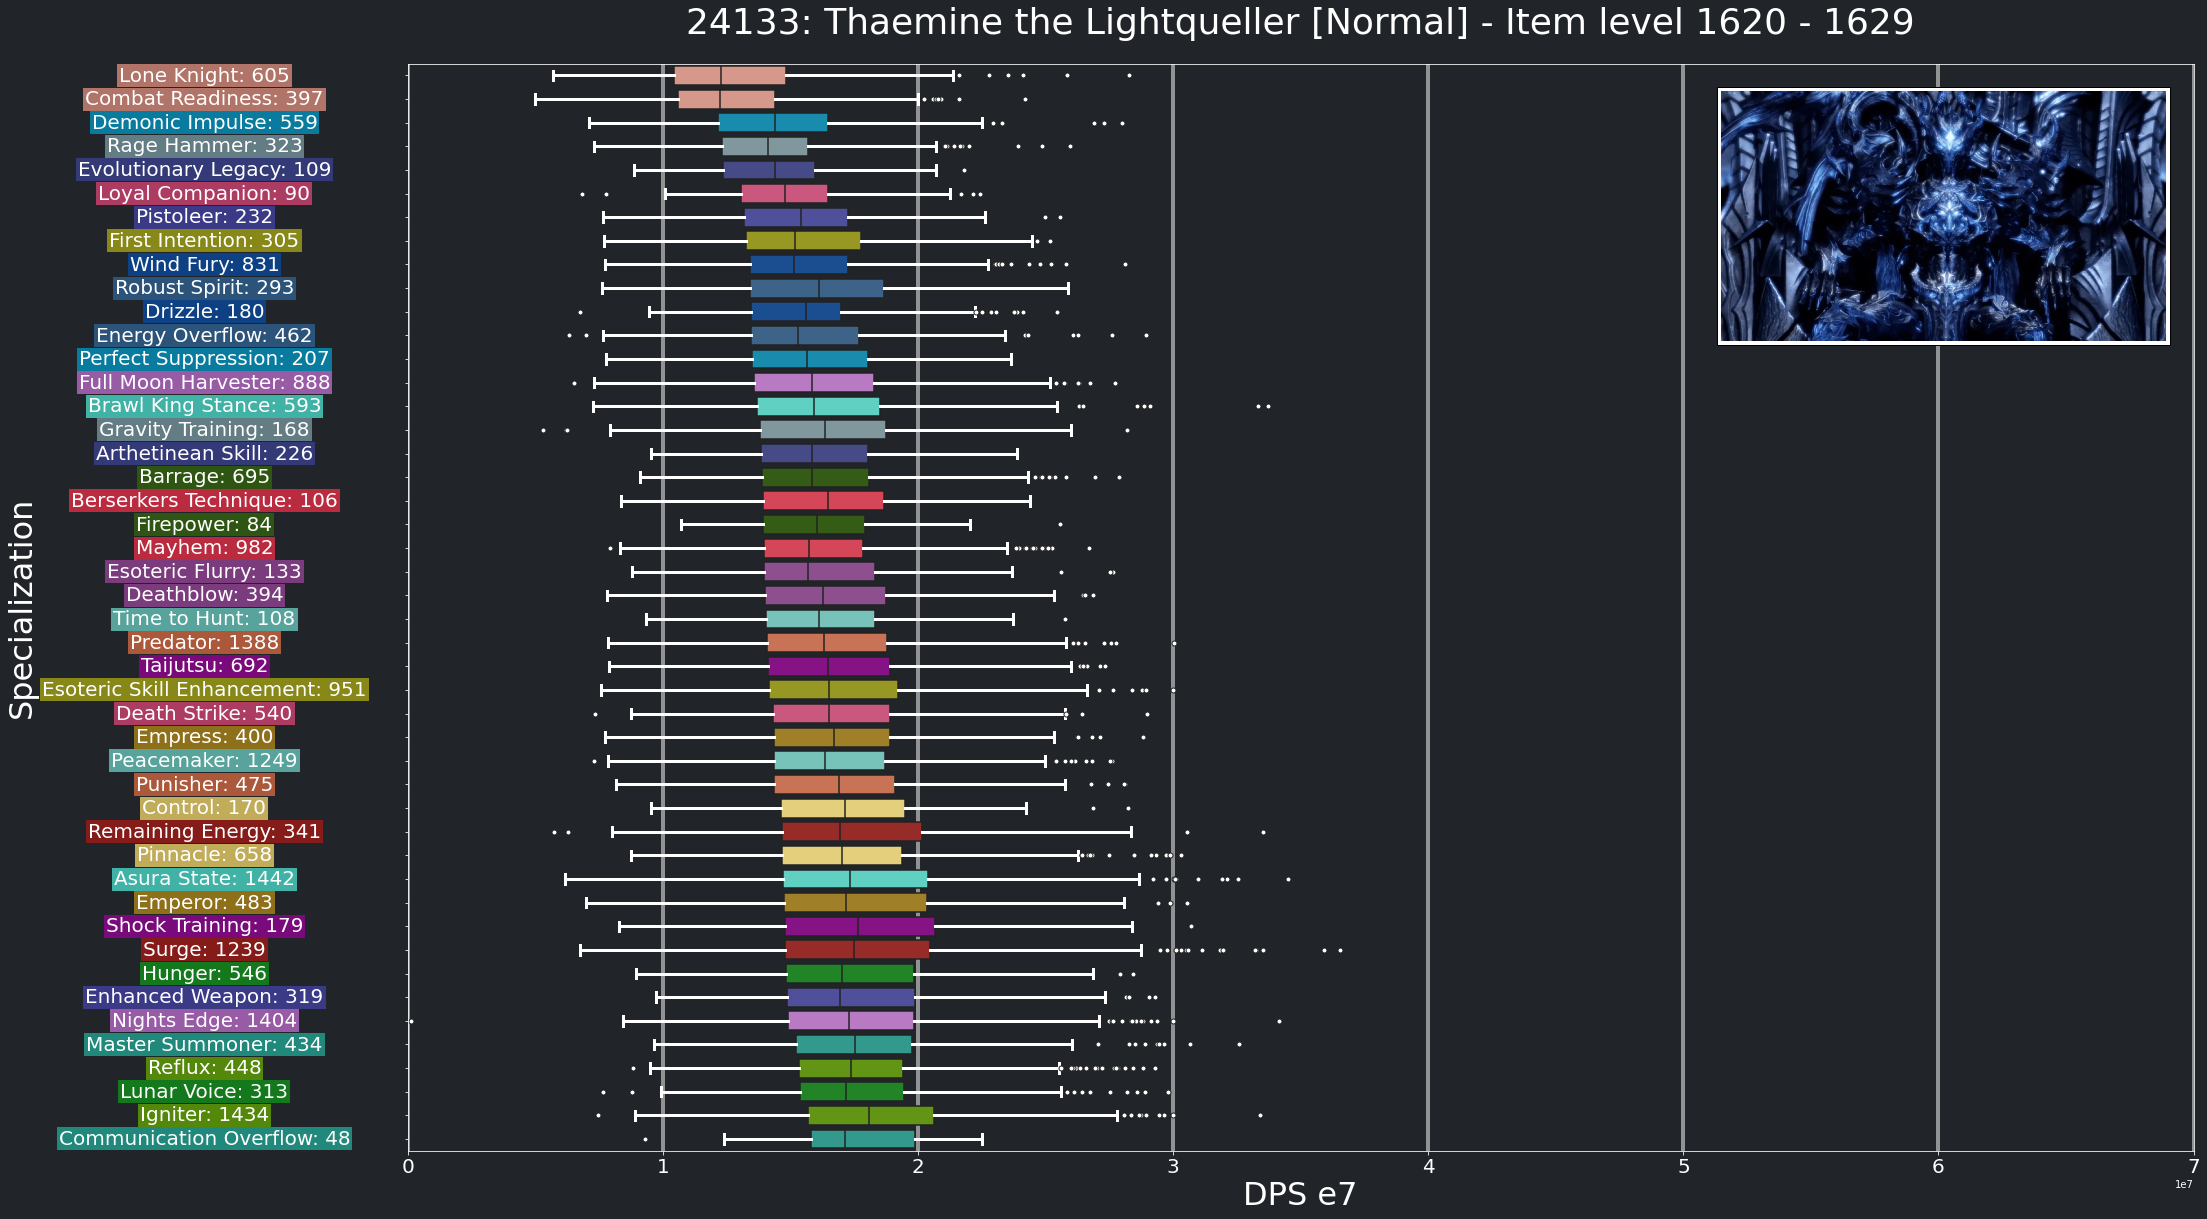 24133: Thaemine the Lightqueller [Normal] - Item level 1620 - 1629
Specialization
Lone Knight: 605
Combat Readiness: 397
Demonic Impulse: 559
Rage Hammer: 323
Evolutionary Legacy: 109
Loyal Companion: 90
Pistoleer: 232
First Intention: 305
Wind Fury: 831
Robust Spirit: 293
Drizzle: 180
Energy Overflow: 462
Perfect Suppression: 207
Full Moon Harvester: 888
Brawl King Stance: 593
Gravity Training: 168
Arthetinean Skill: 226
Barrage: 695
Berserkers Technique: 106
Firepower: 84
Mayhem: 982
Esoteric Flurry: 133
Deathblow: 394
Time to Hunt: 108
Predator: 1388
Taijutsu: 692
Esoteric Skill Enhancement: 951
Death Strike: 540
Empress: 400
Peacemaker: 1249
Punisher: 475
Control: 170
Remaining Energy: 341
Pinnacle: 658
Asura State: 1442
Emperor: 483
Shock Training: 179
Surge: 1239
Hunger: 546
Enhanced Weapon: 319
Nights Edge: 1404
Master Summoner: 434
Reflux: 448
Lunar Voice: 313
Igniter: 1434
Communication Overflow: 48
0 1 2 3 4 5 6 7
1e7
DPS e7